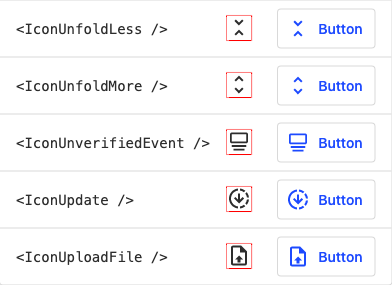 <IconUnfoldLess /> Button
<IconUnfoldMore /> Button
<IconUnverifiedEvent /> Button
<IconUpdate /> Button
<IconUploadFile /> Button